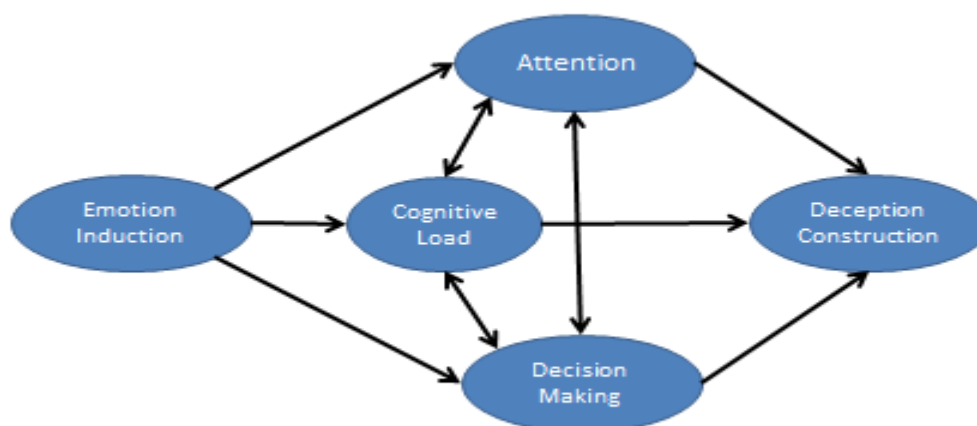 Attention
Emotion
Induction
Cognitive
Load
Deception
Construction
Decision
Making